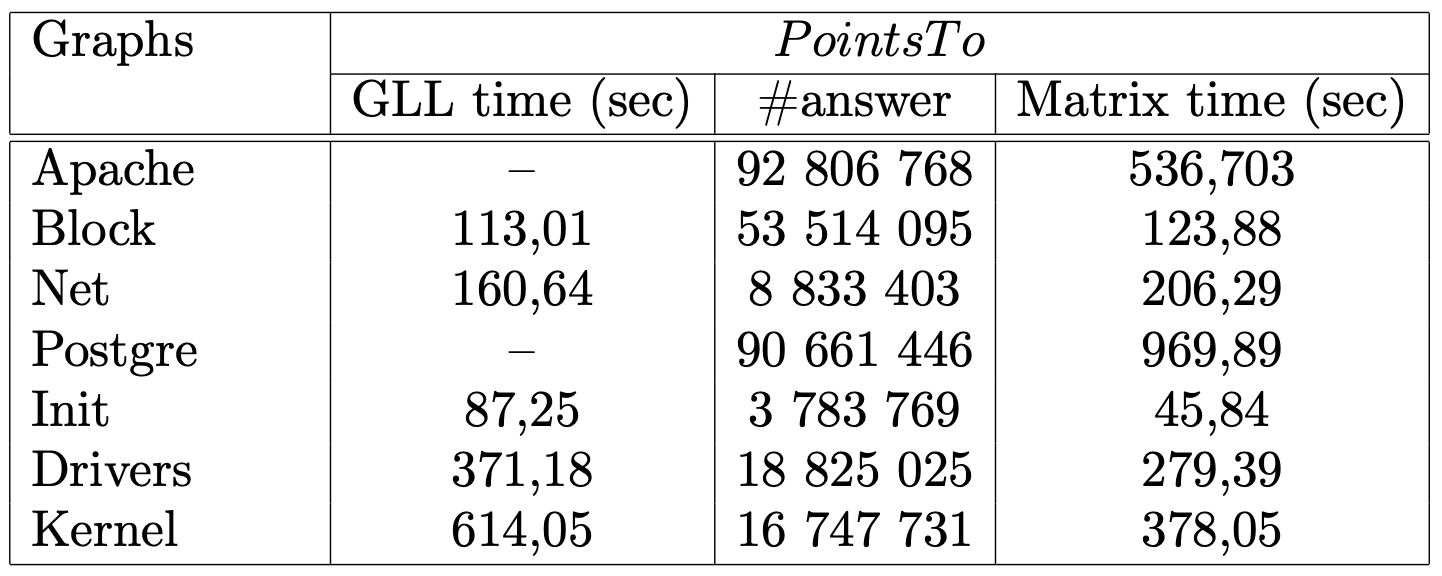 Graphs PointsTo
GLL time (sec) #answer Matrix time (sec)
Apache – 92 806 768 536,703
Block 113,01 53 514 095 123,88
Net 160,64 8 833 403 206,29
Postgre – 90 661 446 969,89
Init 87,25 3 783 769 45,84
Drivers 371,18 18 825 025 279,39
Kernel 614,05 16 747 731 378,05